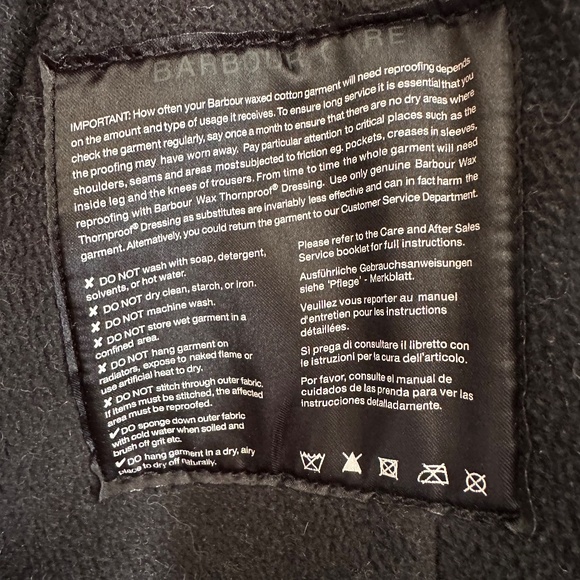 BARBOUR CARE
IMPORTANT: How often your Barbour waxed cotton garment will need reproofing depends
on the amount and type of usage it receives. To ensure long service it is essential that you
check the garment regularly, say once a month to ensure that there are no dry areas where
the proofing may have worn away. Pay particular attention to critical places such as the
shoulders, seams and areas most subjected to friction eg. pockets, creases in sleeves,
inside leg and the knees of trousers. From time to time the whole garment will need
reproofing with Barbour Wax Thornproof® Dressing. Use only genuine Barbour Wax
Thornproof® Dressing as substitutes are invariably less effective and can in fact harm the
garment. Alternatively, you could return the garment to our Customer Service Department.
✘ DO NOT wash with soap, detergent,
solvents, or hot water.
✘ DO NOT dry clean, starch, or iron.
✘ DO NOT machine wash.
✘ DO NOT store wet garment in a
confined area.
✘ DO NOT hang garment on
radiators, expose to naked flame or
use artificial heat to dry.
✘ DO NOT stitch through outer fabric.
If items must be stitched, the affected
area must be reproofed.
✔ DO sponge down outer fabric
with cold water when soiled and
brush off grit etc.
✔ DO hang garment in a dry, airy
place to dry off naturally.
Please refer to the Care and After Sales
Service booklet for full instructions.
Ausführliche Gebrauchsanweisungen
siehe 'Pflege' - Merkblatt.
Veuillez vous reporter au manuel
d'entretien pour les instructions
détaillées.
Si prega di consultare il libretto con
le istruzioni per la cura dell'articolo.
Por favor, consulte el manual de
cuidados de las prenda para ver las
instrucciones detalladamente.